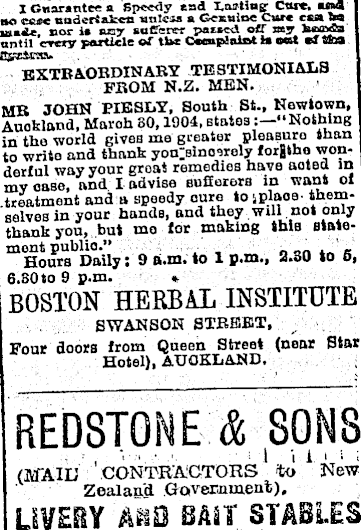 I Guarantee a Speedy and Lasting Cure, and
no case undertaken unless a Genuine Cure can be
made, nor is any sufferer passed off my hands
until every particle of the Complaint is out of the
System.
EXTRAORDINARY TESTIMONIALS
FROM N.Z. MEN.
MR JOHN PIESLY, South St., Newtown,
Auckland, March 30, 1904, states:—"Nothing
in the world gives me greater pleasure than
to write and thank you sincerely for the won-
derful way your great remedies have acted in
my case, and I advise sufferers in want of
treatment and a speedy cure to place them-
selves in your hands, and they will not only
thank you, but me for making this state-
ment public."
Hours Daily: 9 a.m. to 1 p.m., 2.30 to 5,
6.30 to 9 p.m.
BOSTON HERBAL INSTITUTE
SWANSON STREET,
Four doors from Queen Street (near Star
Hotel), AUCKLAND.
REDSTONE & SONS
(MAIL CONTRACTORS to New
Zealand Government),
LIVERY AND BAIT STABLES